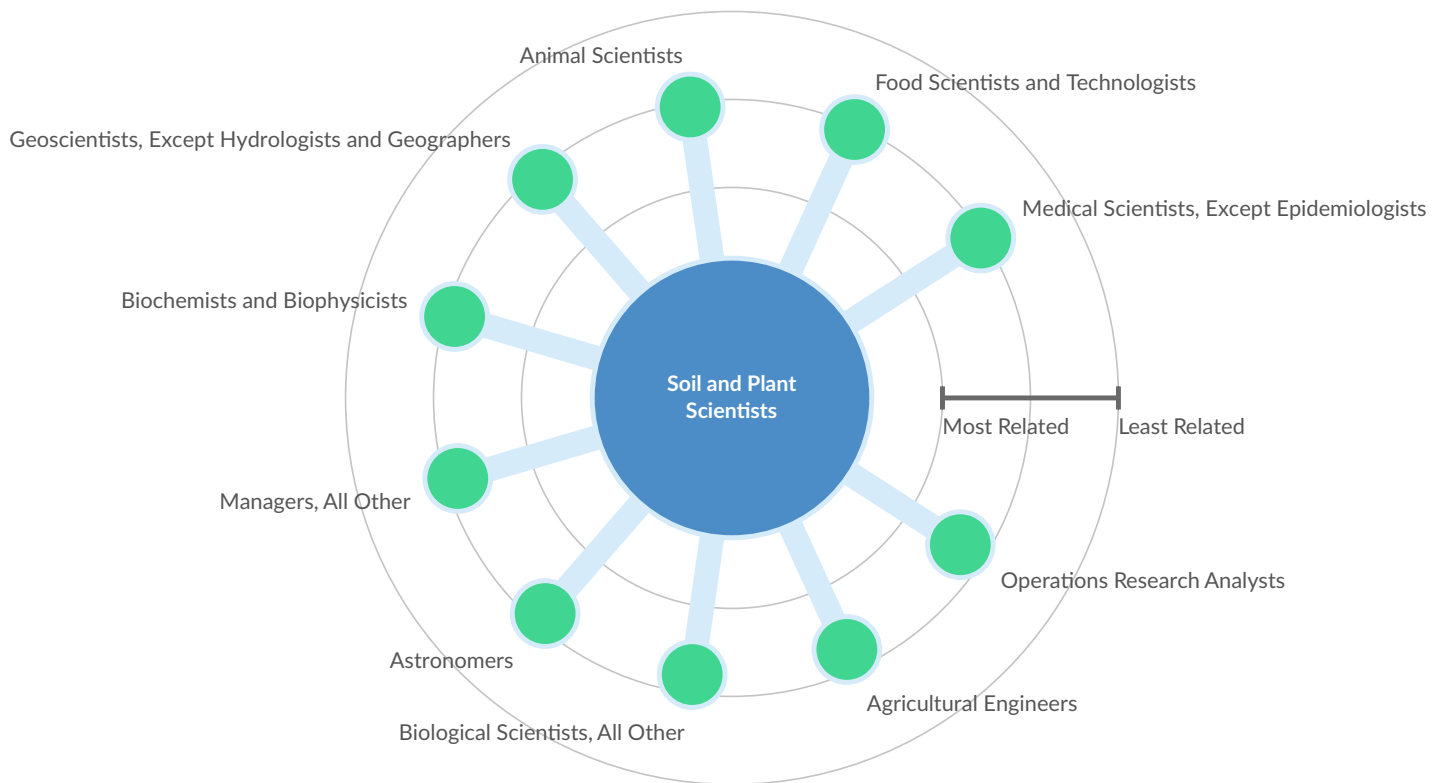 Animal Scientists
Food Scientists and Technologists
Geoscientists, Except Hydrologists and Geographers
Medical Scientists, Except Epidemiologists
Biochemists and Biophysicists
Soil and Plant
Scientists
Most Related
Least Related
Managers, All Other
Operations Research Analysts
Astronomers
Agricultural Engineers
Biological Scientists, All Other